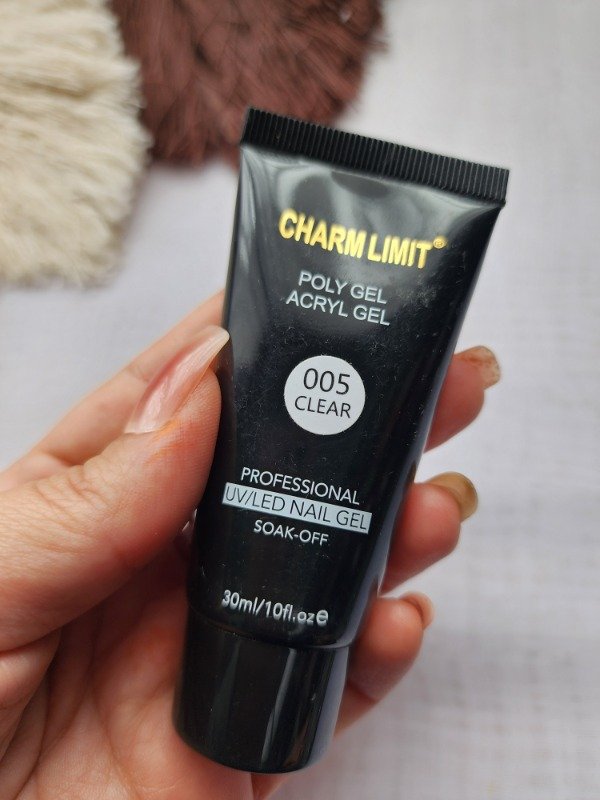 CHARM LIMIT®
POLY GEL
ACRYL GEL
005
CLEAR
PROFESSIONAL
UV/LED NAIL GEL
SOAK-OFF
30ml/10fl.oz℮